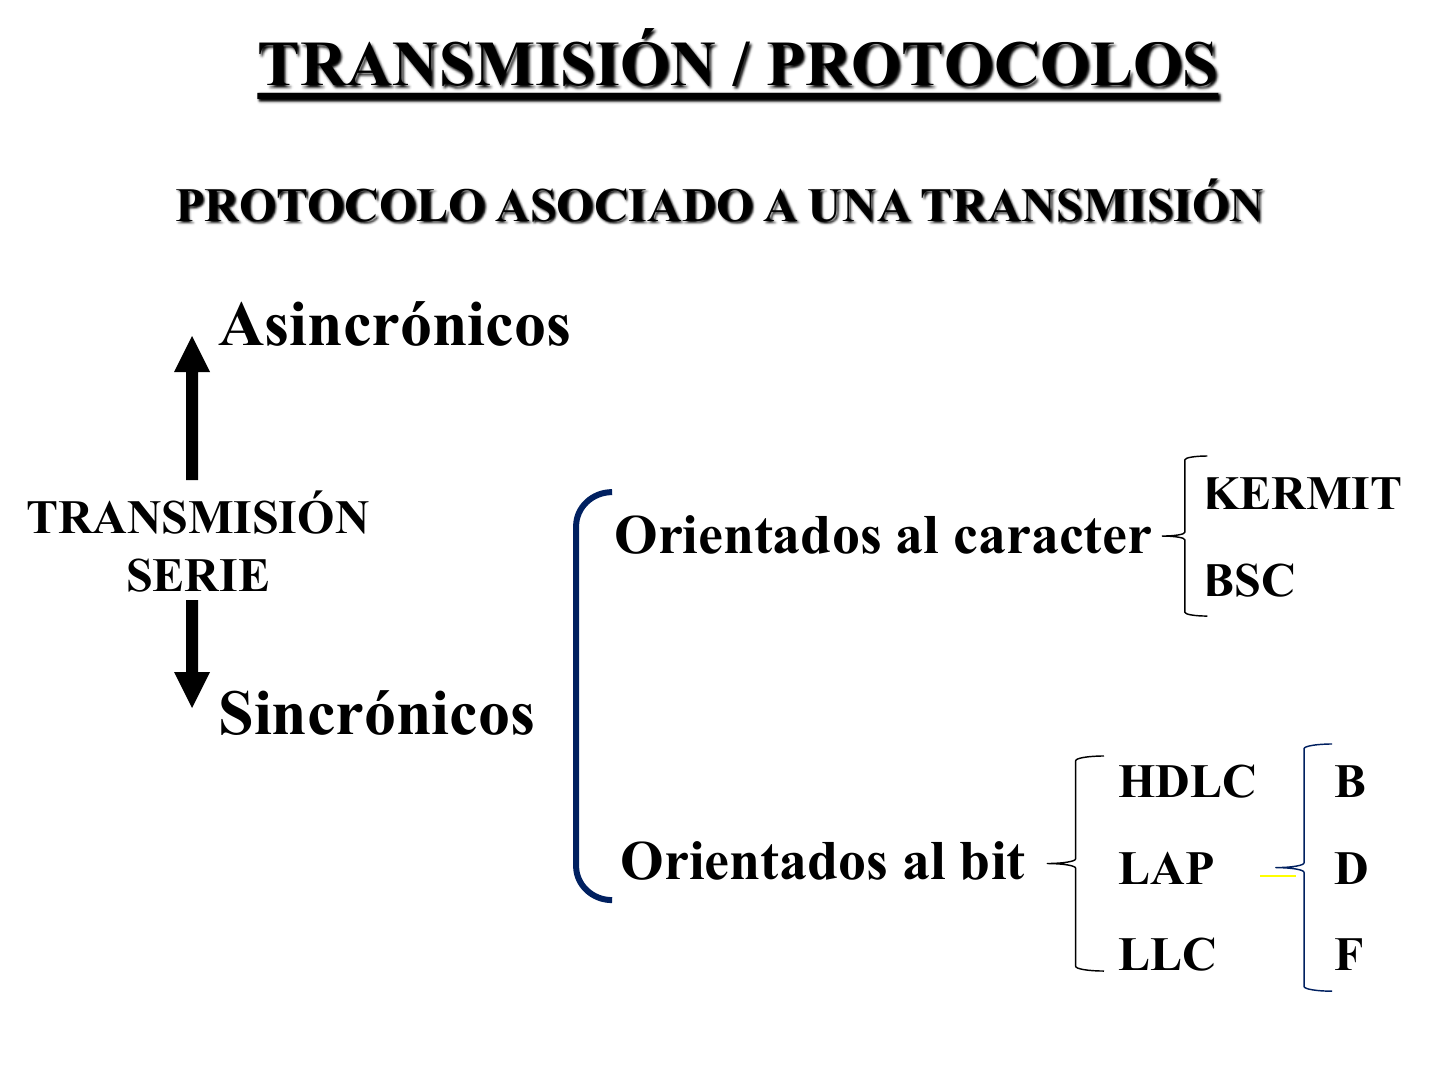 TRANSMISIÓN / PROTOCOLOS
PROTOCOLO ASOCIADO A UNA TRANSMISIÓN
Asincrónicos
TRANSMISIÓN
SERIE
Sincrónicos
Orientados al caracter
KERMIT
BSC
Orientados al bit
HDLC
LAP
LLC
B
D
F